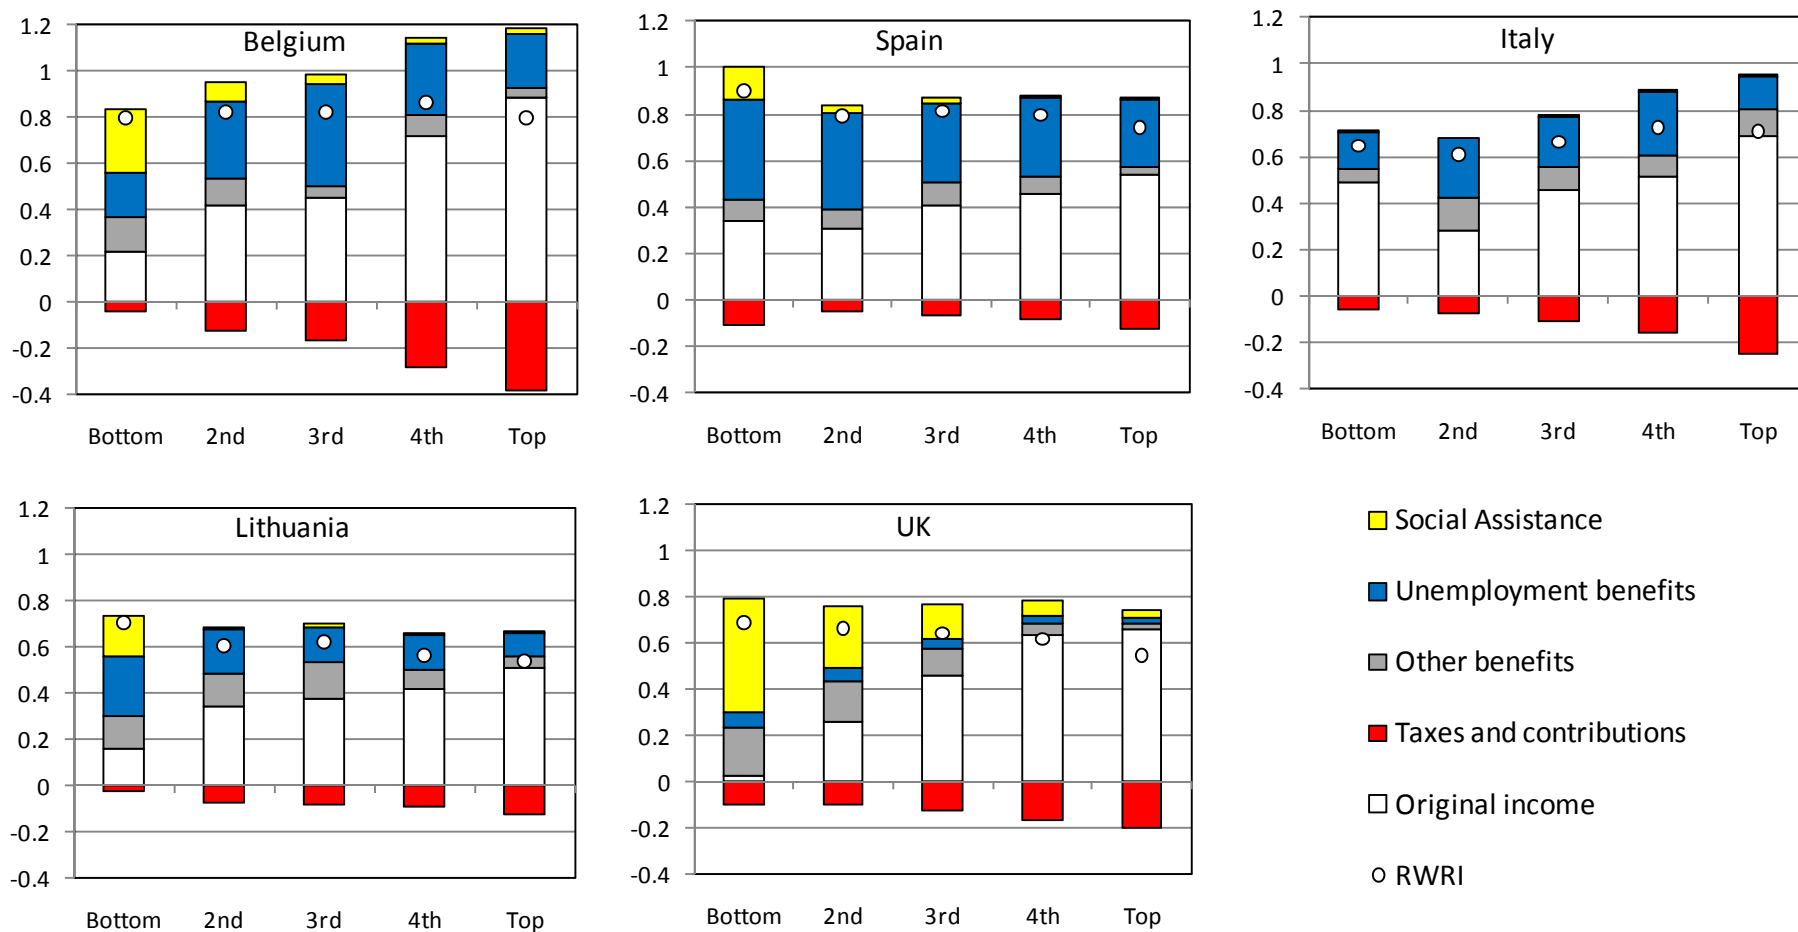 Belgium
1.2
1
0.8
0.6
0.4
0.2
0
-0.2
-0.4
Bottom 2nd 3rd 4th Top
Spain
1.2
1
0.8
0.6
0.4
0.2
0
-0.2
-0.4
Bottom 2nd 3rd 4th Top
Italy
1.2
1
0.8
0.6
0.4
0.2
0
-0.2
-0.4
Bottom 2nd 3rd 4th Top
Lithuania
1.2
1
0.8
0.6
0.4
0.2
0
-0.2
-0.4
Bottom 2nd 3rd 4th Top
UK
1.2
1
0.8
0.6
0.4
0.2
0
-0.2
-0.4
Bottom 2nd 3rd 4th Top
Social Assistance
Unemployment benefits
Other benefits
Taxes and contributions
Original income
RWRI